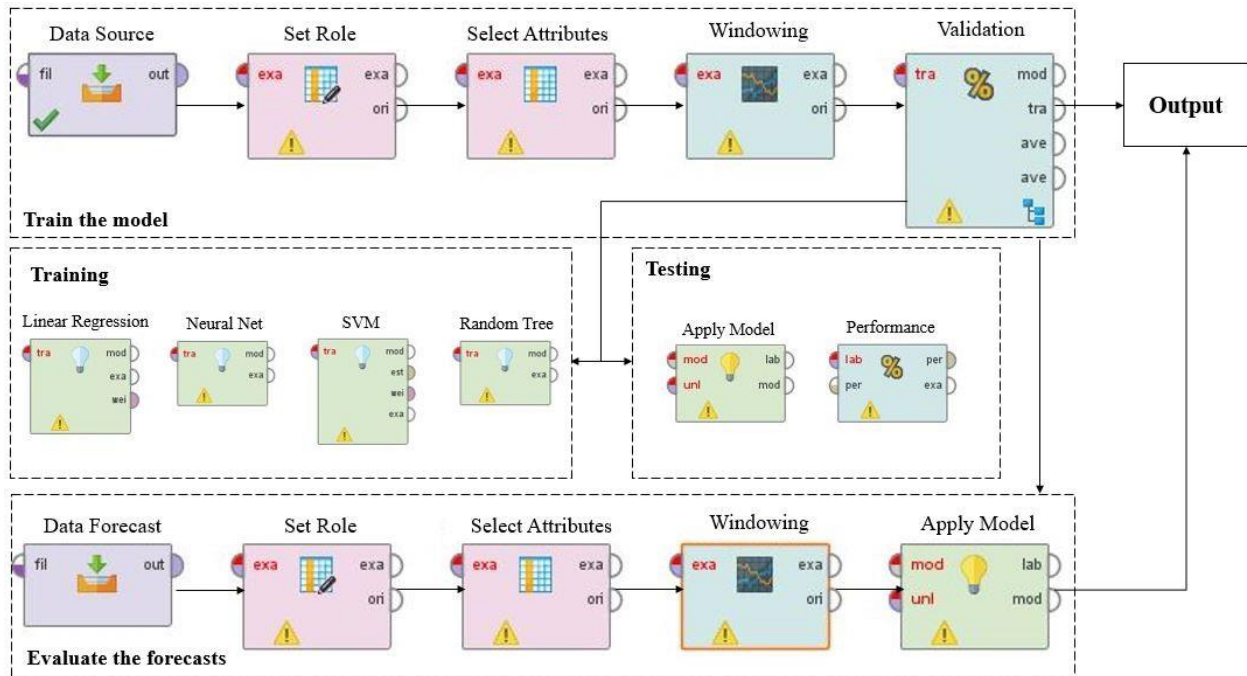 Data Source
Set Role
Select Attributes
Windowing
Validation
fil
out
exa
exa
ori
exa
exa
ori
exa
exa
ori
tra
mod
tra
ave
ave
%
Output
Train the model
Training
Linear Regression
tra
mod
exa
wei
Neural Net
tra
mod
exa
SVM
tra
mod
est
wei
exa
Random Tree
tra
mod
exa
Testing
Apply Model
mod
unl
lab
mod
Performance
lab
per
%
per
exa
Data Forecast
Set Role
Select Attributes
Windowing
Apply Model
fil
out
exa
exa
ori
exa
exa
ori
exa
exa
ori
mod
unl
lab
mod
Evaluate the forecasts